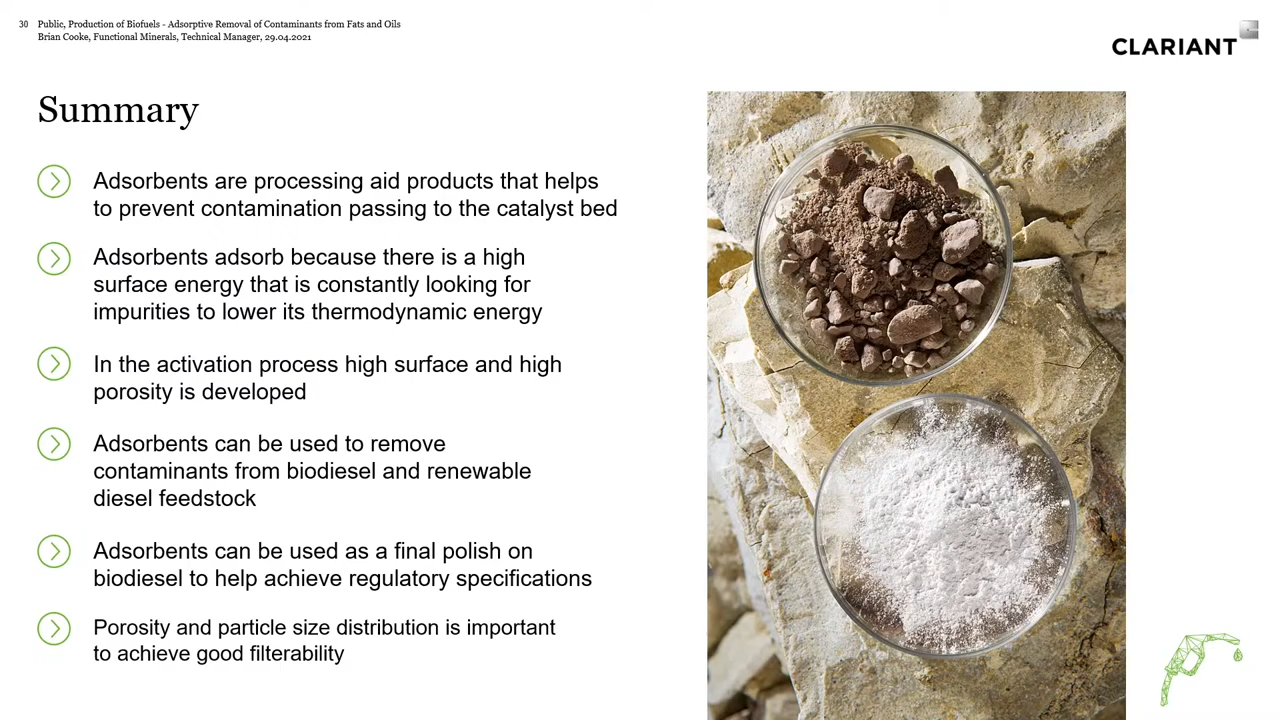 30 Public, Production of Biofuels - Adsorptive Removal of Contaminants from Fats and Oils
Brian Cooke, Functional Minerals, Technical Manager, 29.04.2021
CLARIANT
Summary
Adsorbents are processing aid products that helps
to prevent contamination passing to the catalyst bed
Adsorbents adsorb because there is a high
surface energy that is constantly looking for
impurities to lower its thermodynamic energy
In the activation process high surface and high
porosity is developed
Adsorbents can be used to remove
contaminants from biodiesel and renewable
diesel feedstock
Adsorbents can be used as a final polish on
biodiesel to help achieve regulatory specifications
Porosity and particle size distribution is important
to achieve good filterability